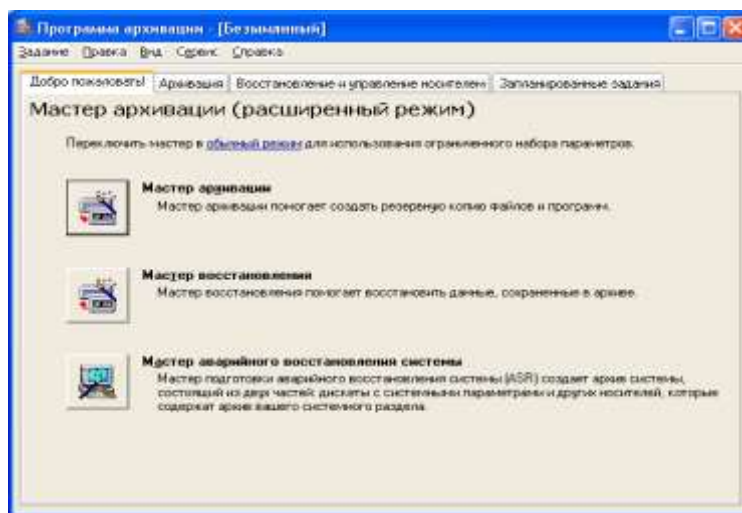 Программа архивации - [Безымянный]
Задание Правка Вид Сервис Справка
Добро пожаловать! Архивация Восстановление и управление носителем Запланированные задания
Мастер архивации (расширенный режим)
Переключить мастер в обычный режим для использования ограниченного набора параметров.
Мастер архивации
Мастер архивации помогает создать резервную копию файлов и программ.
Мастер восстановления
Мастер восстановления помогает восстановить данные, сохраненные в архиве.
Мастер аварийного восстановления системы
Мастер подготовки аварийного восстановления системы (ASR) создает архив системы,
состоящий из двух частей: дискеты с системными параметрами и других носителей, которые
содержат архив вашего системного раздела.